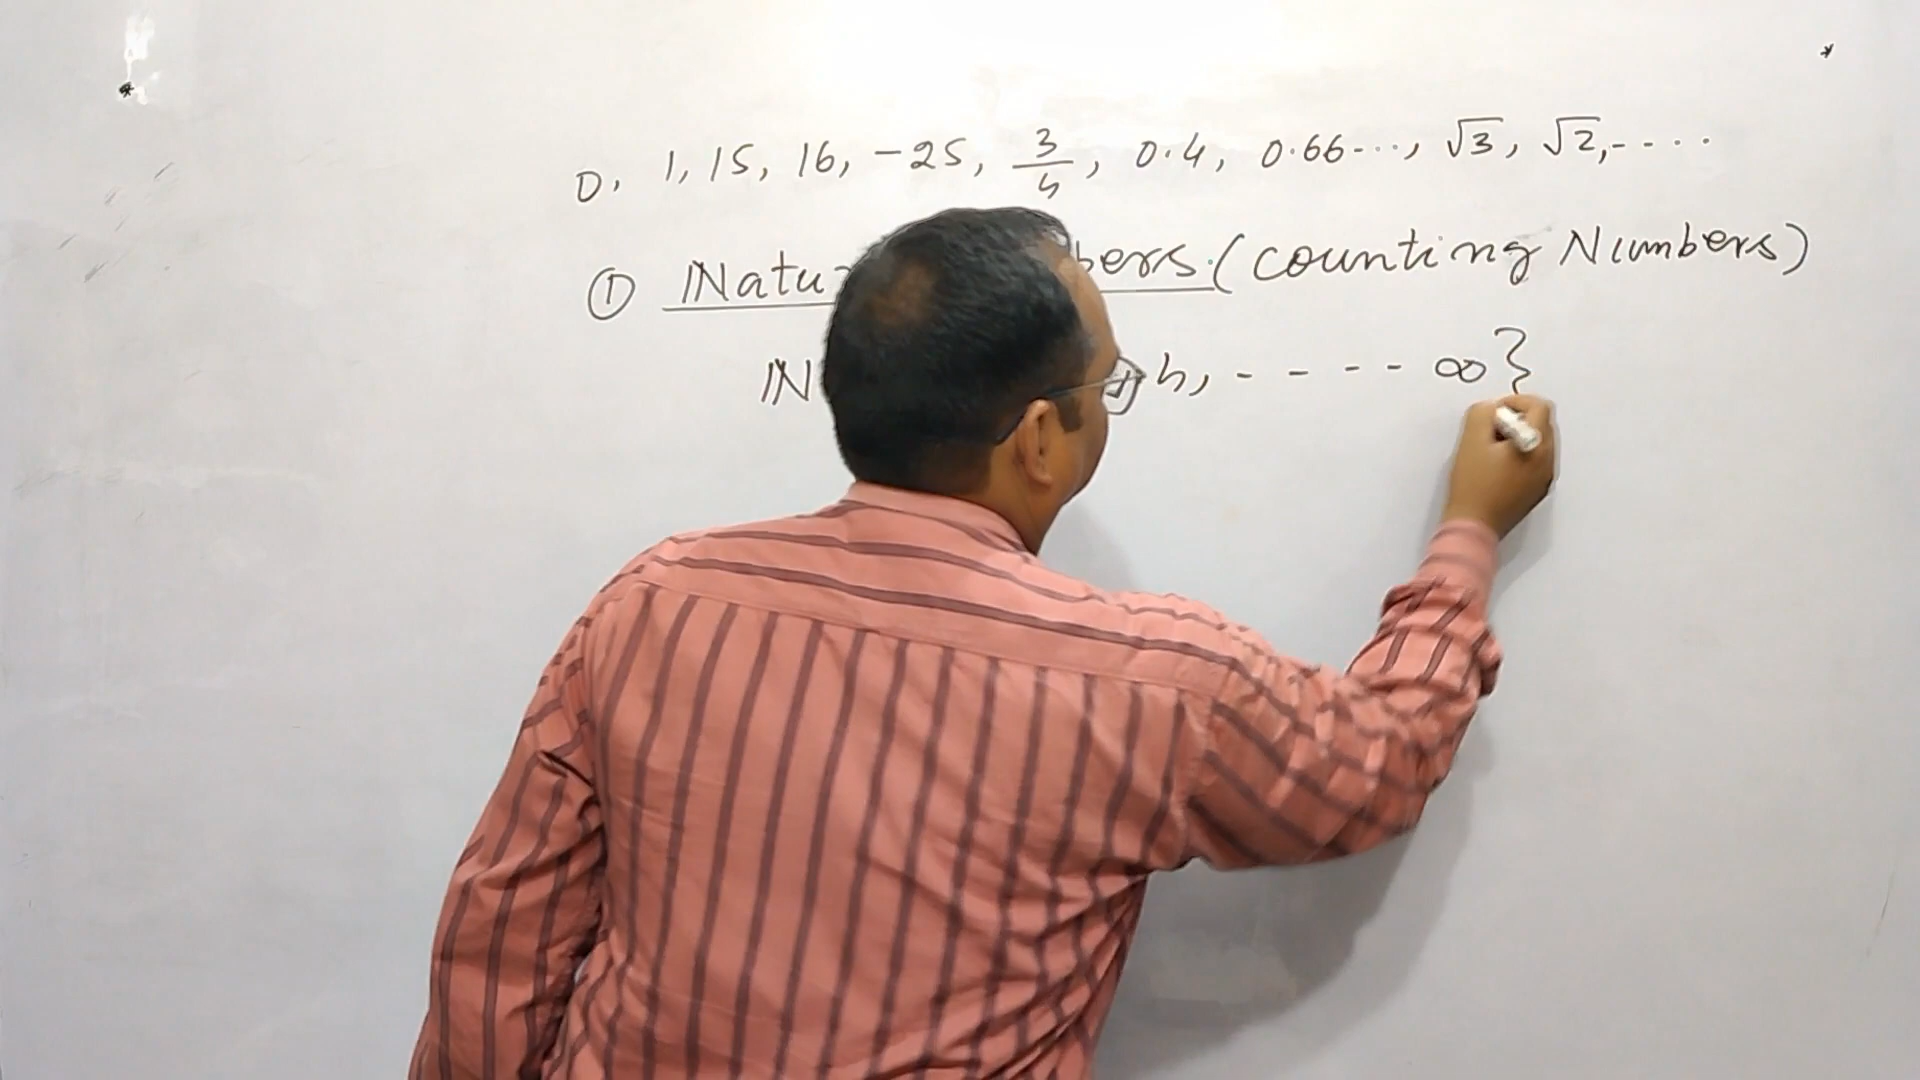 0, 1, 15, 16, -25, 3/4, 0.4, 0.66..., √3, √2, - - - -
① Natu bers. (counting Numbers)
N 4, - - - - ∞}